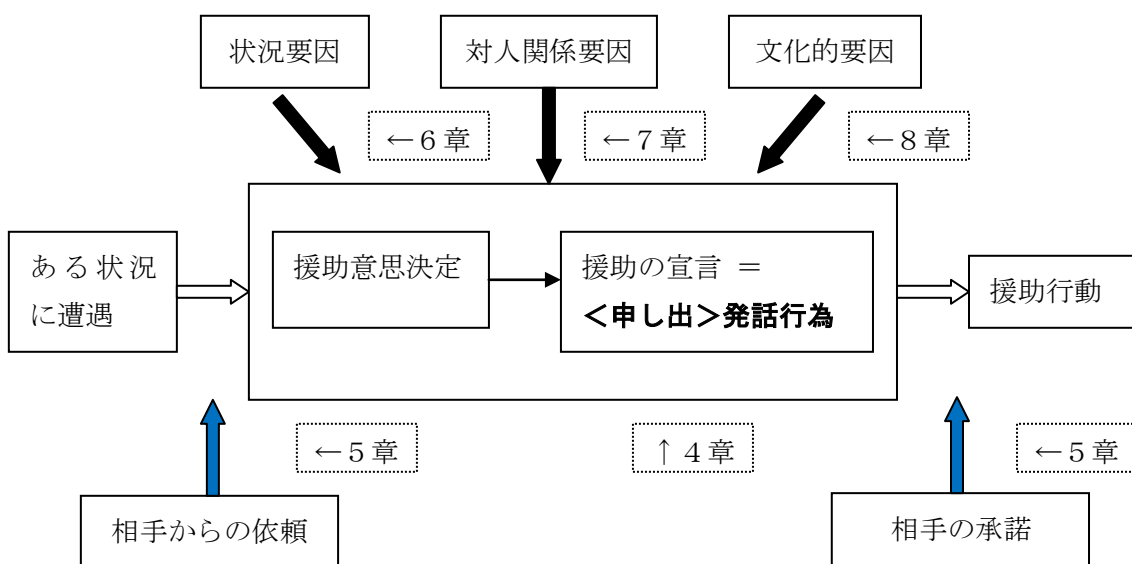 状況要因
対人関係要因
文化的要因
←6章
←7章
←8章
ある状況
に遭遇
援助意思決定
援助の宣言 =
<申し出>発話行為
援助行動
←5章
↑4章
←5章
相手からの依頼
相手の承諾